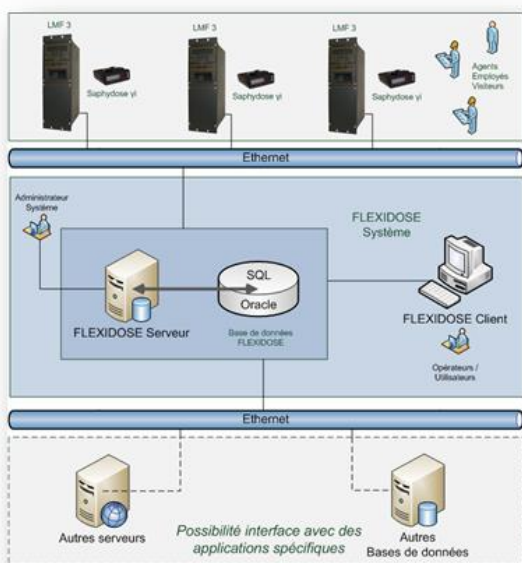 LMF 3
LMF 3
LMF 3
Saphydose γi
Saphydose γi
Saphydose γi
Agents
Employés
Visiteurs
Ethernet
Administrateur
Système
FLEXIDOSE
Système
SQL
Oracle
FLEXIDOSE Serveur
Base de données
FLEXIDOSE
FLEXIDOSE Client
Opérateurs /
Utilisateurs
Ethernet
Autres serveurs
Possibilité interface avec des
applications spécifiques
Autres
Bases de données